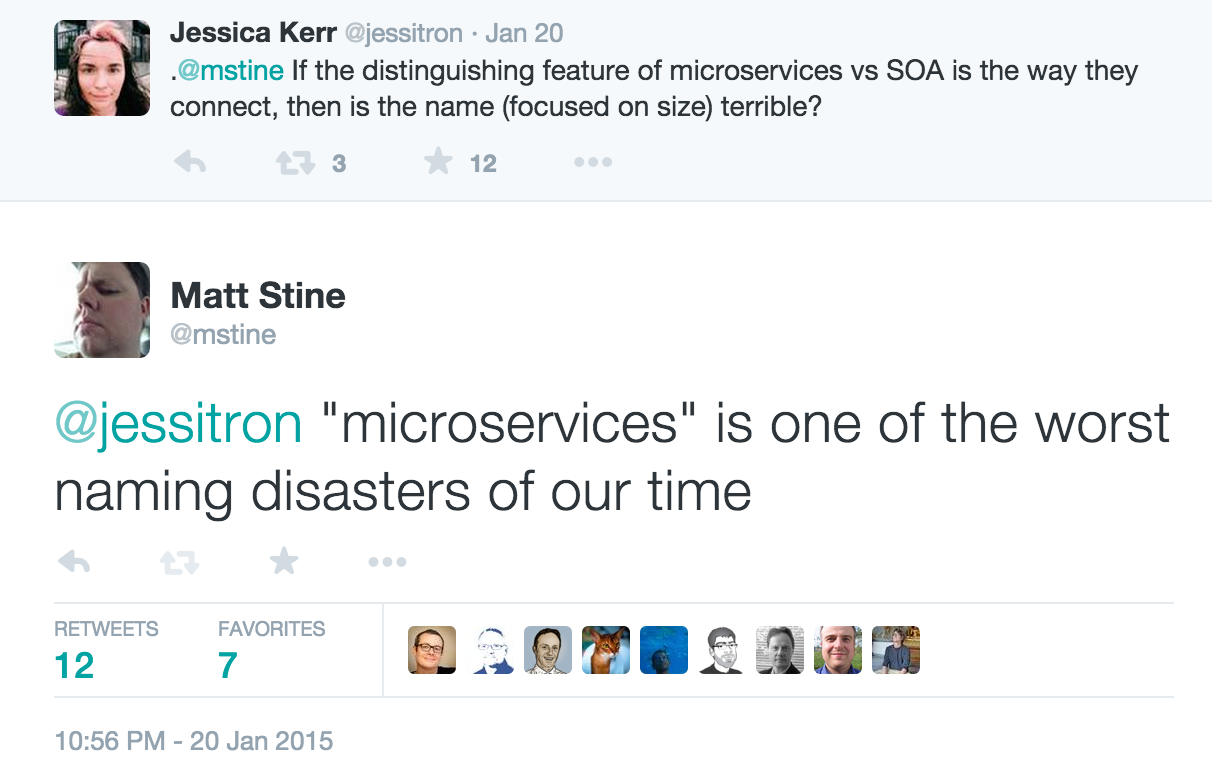 Jessica Kerr @jessitron · Jan 20
.@mstine If the distinguishing feature of microservices vs SOA is the way they
connect, then is the name (focused on size) terrible?
3 12
Matt Stine
@mstine
@jessitron "microservices" is one of the worst
naming disasters of our time
RETWEETS FAVORITES
12 7
10:56 PM - 20 Jan 2015